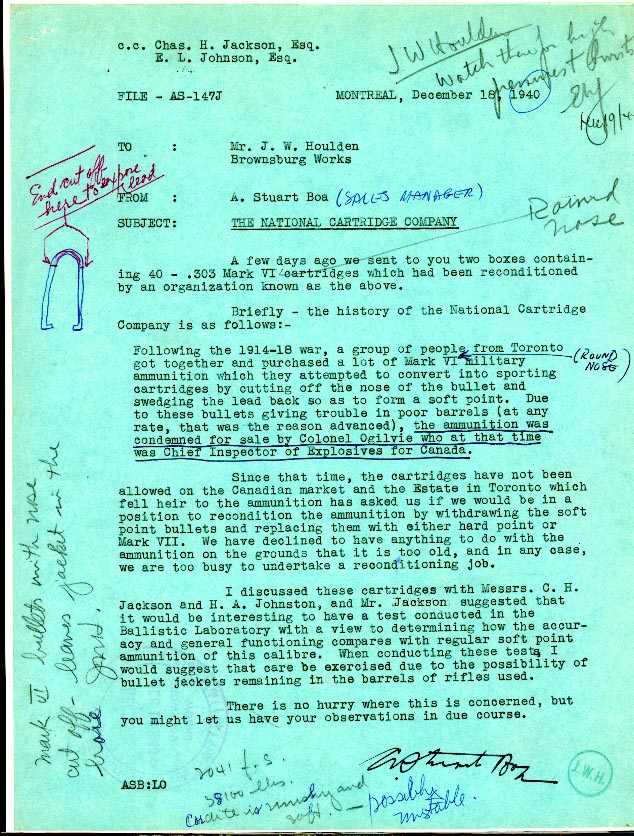 c.c. Chas. H. Jackson, Esq.
E. L. Johnson, Esq.
J W Houlden
Watch this for high
FILE - AS-147J MONTREAL, December 18, 1940
TO : Mr. J. W. Houlden
Brownsburg Works
End cut off
here to expose
lead
FROM : A. Stuart Boa (SALES MANAGER)
Round
nose
SUBJECT: THE NATIONAL CARTRIDGE COMPANY
A few days ago we sent to you two boxes contain-
ing 40 - .303 Mark VI cartridges which had been reconditioned
by an organization known as the above.
Briefly - the history of the National Cartridge
Company is as follows:-
Following the 1914-18 war, a group of people from Toronto
got together and purchased a lot of Mark VI military
(ROUND
NOSE)
ammunition which they attempted to convert into sporting
cartridges by cutting off the nose of the bullet and
swedging the lead back so as to form a soft point. Due
to these bullets giving trouble in poor barrels (at any
rate, that was the reason advanced), the ammunition was
condemned for sale by Colonel Ogilvie who at that time
was Chief Inspector of Explosives for Canada.
Since that time, the cartridges have not been
allowed on the Canadian market and the Estate in Toronto which
fell heir to the ammunition has asked us if we would be in a
position to recondition the ammunition by withdrawing the soft
point bullets and replacing them with either hard point or
Mark VII. We have declined to have anything to do with the
ammunition on the grounds that it is too old, and in any case,
we are too busy to undertake a reconditioning job.
I discussed these cartridges with Messrs. C. H.
Jackson and H. A. Johnston, and Mr. Jackson suggested that
it would be interesting to have a test conducted in the
Ballistic Laboratory with a view to determining how the accur-
acy and general functioning compares with regular soft point
ammunition of this calibre. When conducting these tests, I
would suggest that care be exercised due to the possibility of
bullet jackets remaining in the barrels of rifles used.
There is no hurry where this is concerned, but
you might let us have your observations in due course.
mark VI bullets with nose
cut off - leaves jacket in the
A. Stuart Boa
J.W.H.
ASB:LO
2041 f.s.
38100 lbs.
Cordite is mushy and
soft. — possibly
unstable.